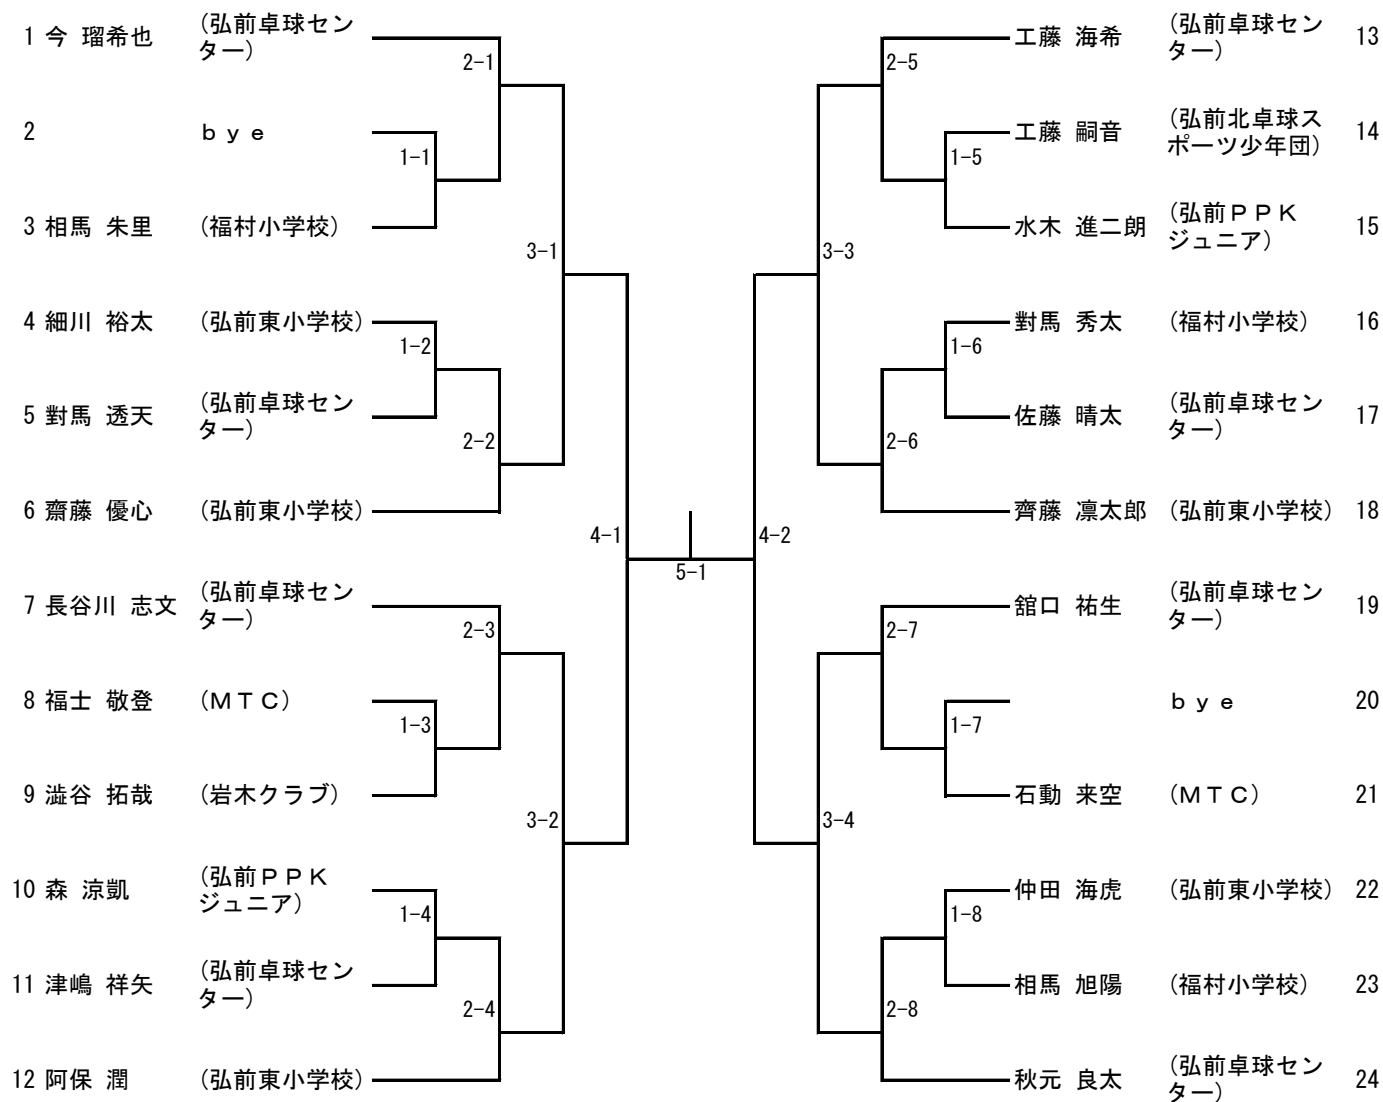 1 今 瑠希也 (弘前卓球セン
ター)
2 ｂｙｅ
3 相馬 朱里 (福村小学校)
4 細川 裕太 (弘前東小学校)
5 對馬 透天 (弘前卓球セン
ター)
6 齋藤 優心 (弘前東小学校)
7 長谷川 志文 (弘前卓球セン
ター)
8 福士 敬登 (ＭＴＣ)
9 澁谷 拓哉 (岩木クラブ)
10 森 涼凱 (弘前ＰＰＫ
ジュニア)
11 津嶋 祥矢 (弘前卓球セン
ター)
12 阿保 潤 (弘前東小学校)
2-1
1-1
3-1
1-2
2-2
4-1
2-3
1-3
3-2
1-4
2-4
5-1
2-5
1-5
3-3
1-6
2-6
4-2
2-7
1-7
3-4
1-8
2-8
工藤 海希 (弘前卓球セン
ター) 13
工藤 嗣音 (弘前北卓球ス
ポーツ少年団) 14
水木 進二朗 (弘前ＰＰＫ
ジュニア) 15
對馬 秀太 (福村小学校) 16
佐藤 晴太 (弘前卓球セン
ター) 17
齊藤 凛太郎 (弘前東小学校) 18
舘口 祐生 (弘前卓球セン
ター) 19
ｂｙｅ 20
石動 来空 (ＭＴＣ) 21
仲田 海虎 (弘前東小学校) 22
相馬 旭陽 (福村小学校) 23
秋元 良太 (弘前卓球セン
ター) 24